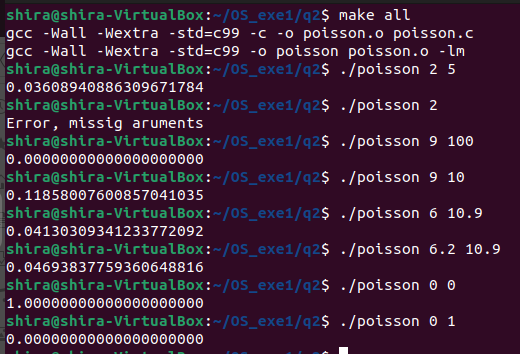 shira@shira-VirtualBox:~/OS_exe1/q2$ make all
gcc -Wall -Wextra -std=c99 -c -o poisson.o poisson.c
gcc -Wall -Wextra -std=c99 -o poisson poisson.o -lm
shira@shira-VirtualBox:~/OS_exe1/q2$ ./poisson 2 5
0.03608940886309671784
shira@shira-VirtualBox:~/OS_exe1/q2$ ./poisson 2
Error, missig aruments
shira@shira-VirtualBox:~/OS_exe1/q2$ ./poisson 9 100
0.00000000000000000000
shira@shira-VirtualBox:~/OS_exe1/q2$ ./poisson 9 10
0.11858007600857041035
shira@shira-VirtualBox:~/OS_exe1/q2$ ./poisson 6 10.9
0.04130309341233772092
shira@shira-VirtualBox:~/OS_exe1/q2$ ./poisson 6.2 10.9
0.04693837759360648816
shira@shira-VirtualBox:~/OS_exe1/q2$ ./poisson 0 0
1.00000000000000000000
shira@shira-VirtualBox:~/OS_exe1/q2$ ./poisson 0 1
0.00000000000000000000
shira@shira-VirtualBox:~/OS_exe1/q2$